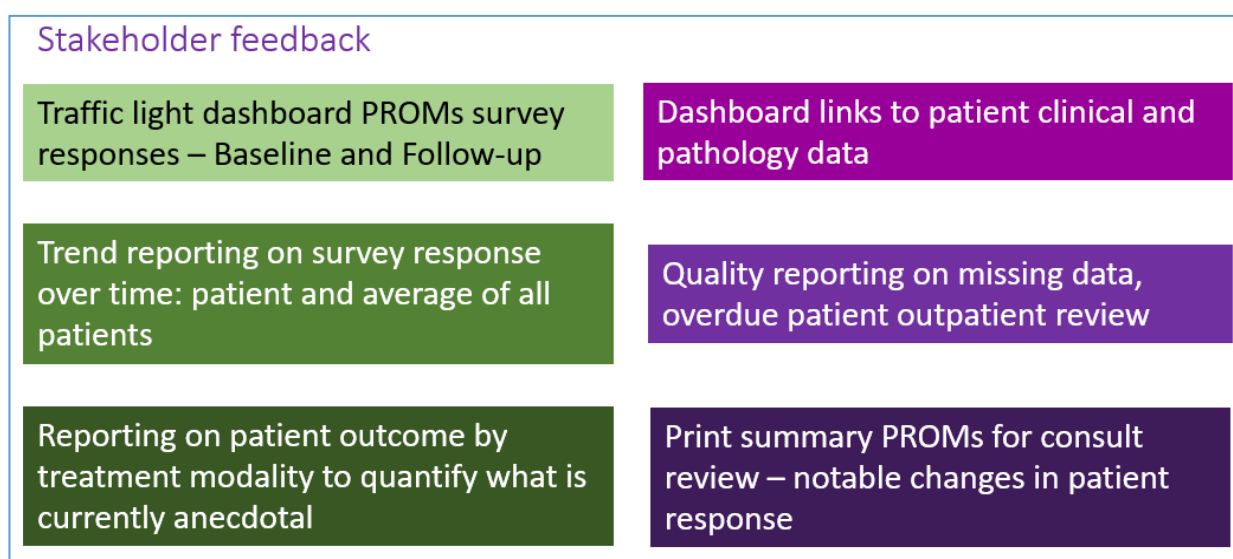 Stakeholder feedback
Traffic light dashboard PROMs survey
responses – Baseline and Follow-up
Dashboard links to patient clinical and
pathology data
Trend reporting on survey response
over time: patient and average of all
patients
Quality reporting on missing data,
overdue patient outpatient review
Reporting on patient outcome by
treatment modality to quantify what is
currently anecdotal
Print summary PROMs for consult
review – notable changes in patient
response